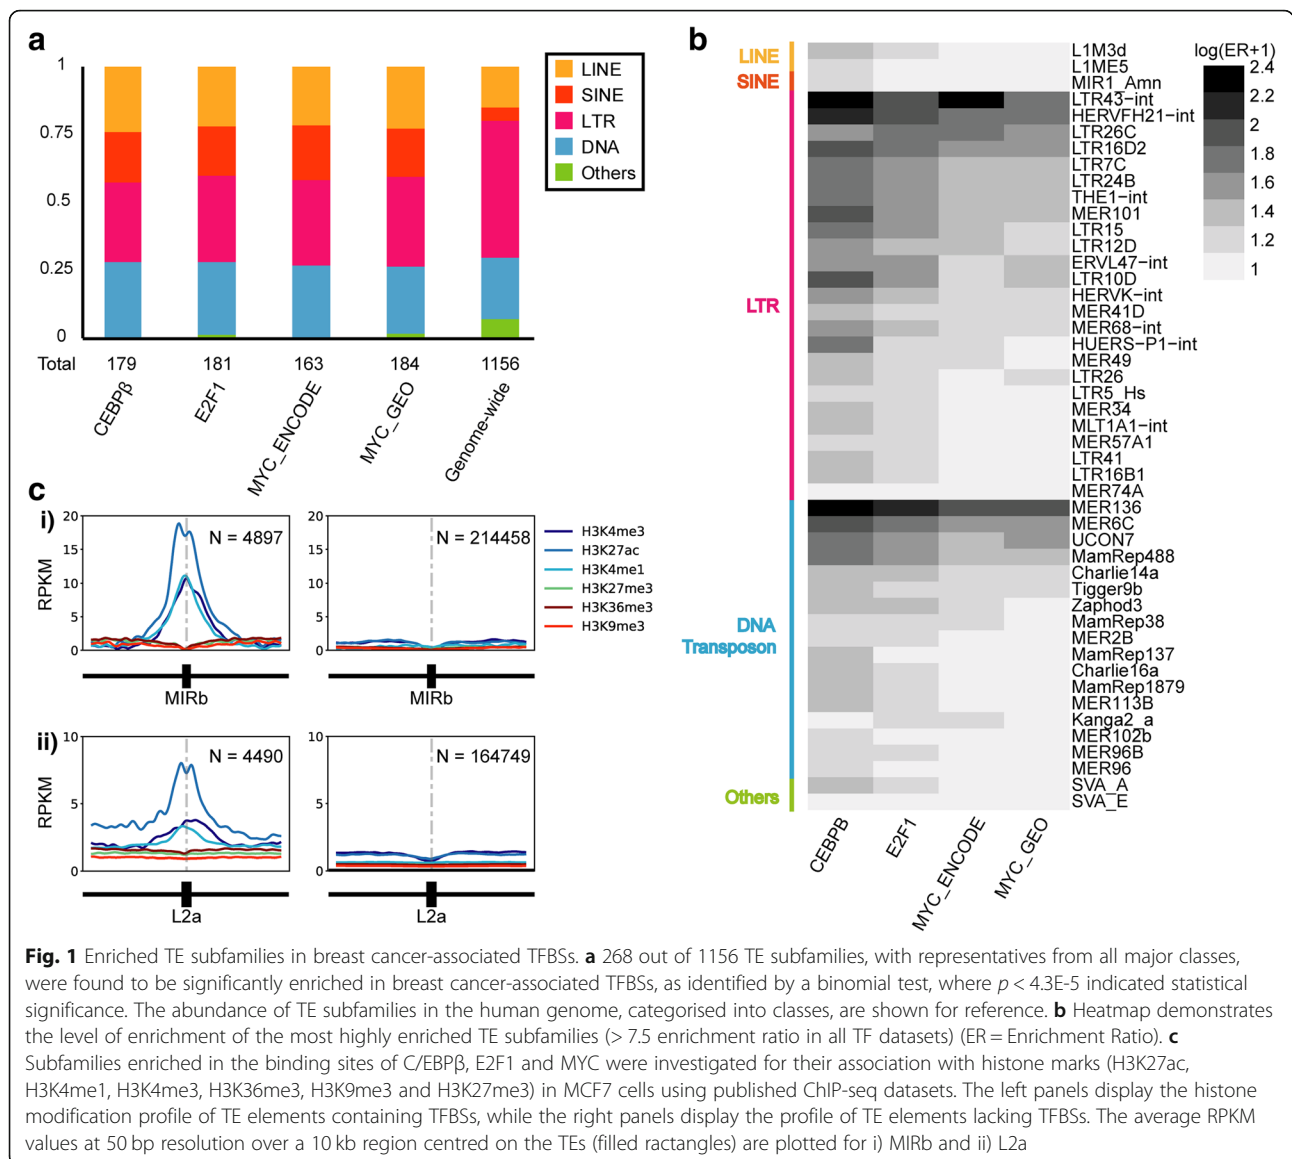 a
1
0.75
0.5
0.25
0
LINE
SINE
LTR
DNA
Others
Total 179 181 163 184 1156
CEBPβ
E2F1
MYC_ENCODE
MYC_GEO
Genome-wide
b
LINE
SINE
LTR
DNA
Transposon
Others
L1M3d
L1ME5
MIR1_Amn
LTR43-int
HERVFH21-int
LTR26C
LTR16D2
LTR7C
LTR24B
THE1-int
MER101
LTR15
LTR12D
ERVL47-int
LTR10D
HERVK-int
MER41D
MER68-int
HUERS-P1-int
MER49
LTR26
LTR5_Hs
MER34
MLT1A1-int
MER57A1
LTR41
LTR16B1
MER74A
MER136
MER6C
UCON7
MamRep488
Charlie14a
Tigger9b
Zaphod3
MamRep38
MER2B
MamRep137
Charlie16a
MamRep1879
MER113B
Kanga2_a
MER102b
MER96B
MER96
SVA_A
SVA_E
CEBPB
E2F1
MYC_ENCODE
MYC_GEO
log(ER+1)
2.4
2.2
2
1.8
1.6
1.4
1.2
1
c
i)
RPKM
20
15
10
5
0
N = 4897
MIRb
20
15
10
5
0
N = 214458
MIRb
H3K4me3
H3K27ac
H3K4me1
H3K27me3
H3K36me3
H3K9me3
ii)
RPKM
10
5
0
N = 4490
L2a
10
5
0
N = 164749
L2a
Fig. 1 Enriched TE subfamilies in breast cancer-associated TFBSs. a 268 out of 1156 TE subfamilies, with representatives from all major classes,
were found to be significantly enriched in breast cancer-associated TFBSs, as identified by a binomial test, where p < 4.3E-5 indicated statistical
significance. The abundance of TE subfamilies in the human genome, categorised into classes, are shown for reference. b Heatmap demonstrates
the level of enrichment of the most highly enriched TE subfamilies (> 7.5 enrichment ratio in all TF datasets) (ER = Enrichment Ratio). c
Subfamilies enriched in the binding sites of C/EBPβ, E2F1 and MYC were investigated for their association with histone marks (H3K27ac,
H3K4me1, H3K4me3, H3K36me3, H3K9me3 and H3K27me3) in MCF7 cells using published ChIP-seq datasets. The left panels display the histone
modification profile of TE elements containing TFBSs, while the right panels display the profile of TE elements lacking TFBSs. The average RPKM
values at 50 bp resolution over a 10 kb region centred on the TEs (filled ractangles) are plotted for i) MIRb and ii) L2a